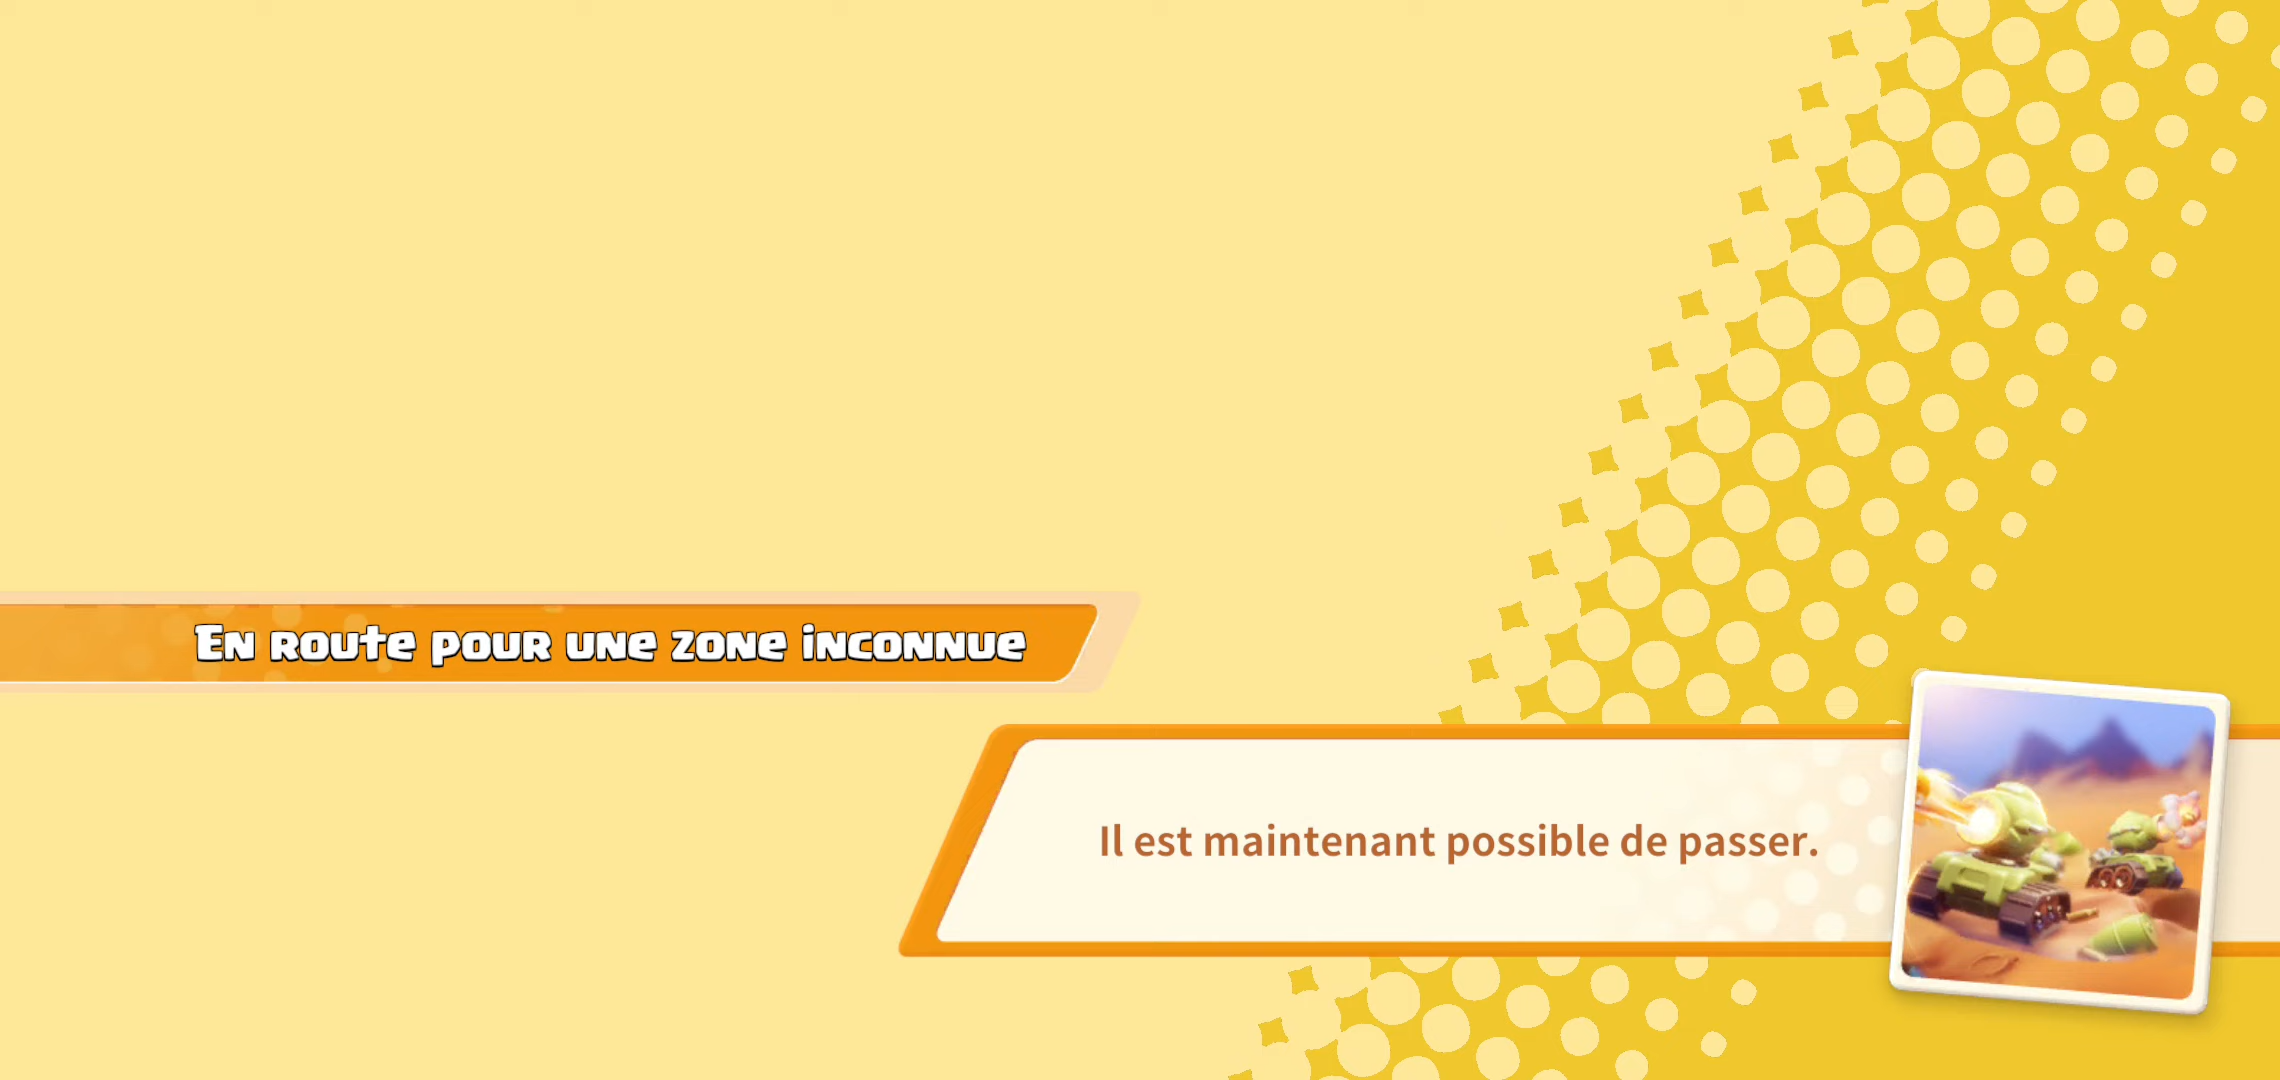 En route pour une zone inconnue
Il est maintenant possible de passer.